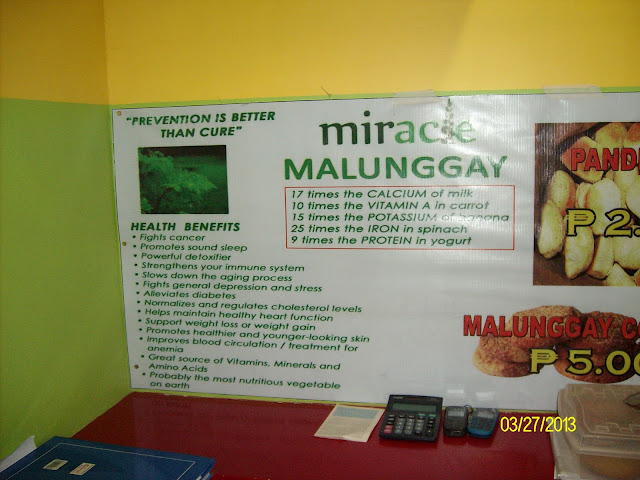 "PREVENTION IS BETTER
THAN CURE"
miracle
MALUNGGAY
17 times the CALCIUM of milk
10 times the VITAMIN A in carrot
15 times the POTASSIUM of banana
25 times the IRON in spinach
9 times the PROTEIN in yogurt
HEALTH BENEFITS
• Fights cancer
• Promotes sound sleep
• Powerful detoxifier
• Strengthens your immune system
• Slows down the aging process
• Fights general depression and stress
• Alleviates diabetes
• Normalizes and regulates cholesterol levels
• Helps maintain healthy heart function
• Support weight loss or weight gain
• Promotes healthier and younger-looking skin
• Improves blood circulation / treatment for
anemia
• Great source of Vitamins, Minerals and
Amino Acids
• Probably the most nutritious vegetable
on earth
PANDE
₱ 2.
MALUNGGAY CA
₱ 5.00
03/27/2013